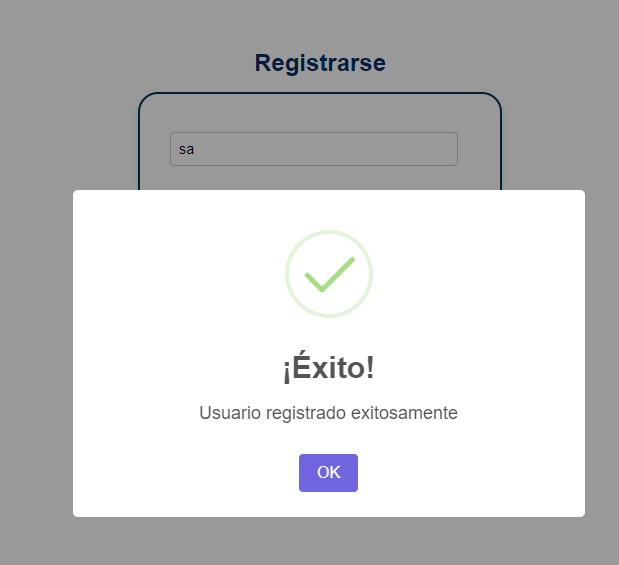 Registrarse
sa
¡Éxito!
Usuario registrado exitosamente
OK